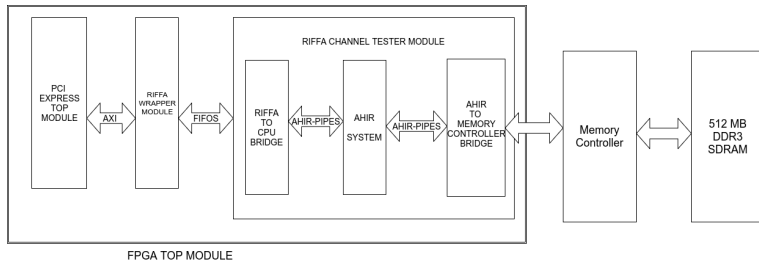 RIFFA CHANNEL TESTER MODULE
PCI
EXPRESS
TOP
MODULE
AXI
RIFFA
WRAPPER
MODULE
FIFOS
RIFFA
TO
CPU
BRIDGE
AHIR-PIPES
AHIR
SYSTEM
AHIR-PIPES
AHIR
TO
MEMORY
CONTROLLER
BRIDGE
Memory
Controller
512 MB
DDR3
SDRAM
FPGA TOP MODULE